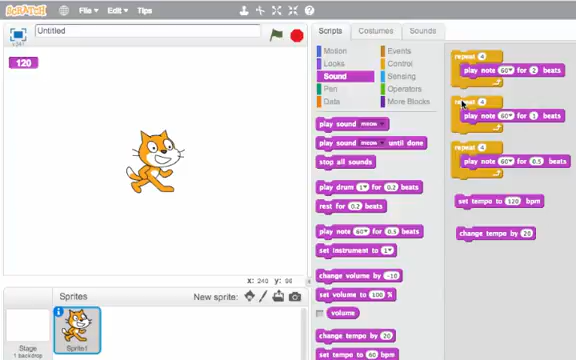 SCRATCH File▾ Edit▾ Tips
Untitled
v347
120
x: 240 y: 98
Sprites New sprite:
Stage
1 backdrop
Sprite1
Scripts Costumes Sounds
Motion Events
Looks Control
Sound Sensing
Pen Operators
Data More Blocks
play sound meow
play sound meow until done
stop all sounds
play drum 1 for 0.2 beats
rest for 0.2 beats
play note 60 for 0.5 beats
set instrument to 1
change volume by -10
set volume to 100 %
volume
change tempo by 20
set tempo to 60 bpm
repeat 4
play note 60 for 2 beats
repeat 4
play note 60 for 1 beats
repeat 4
play note 60 for 0.5 beats
set tempo to 120 bpm
change tempo by 20